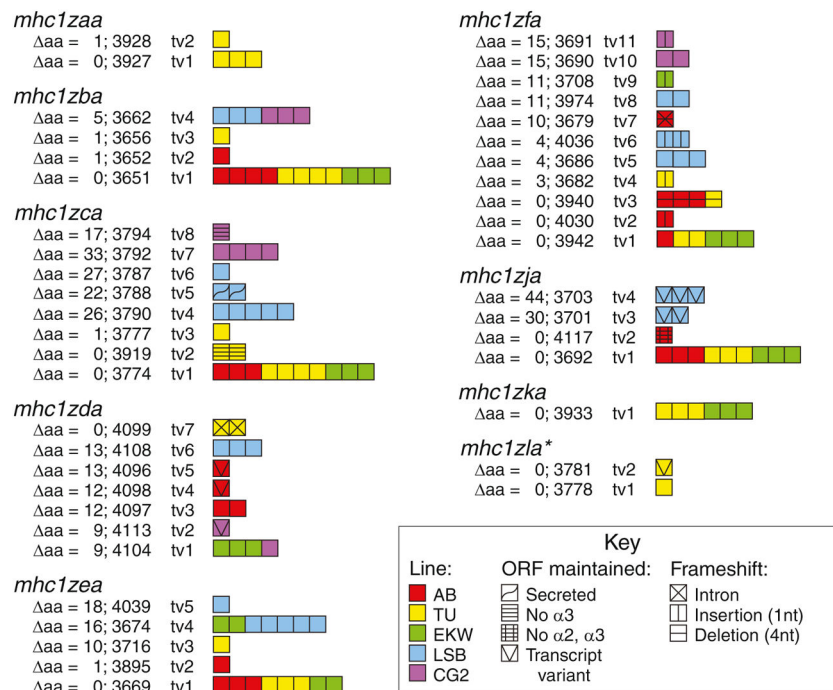 mhc1zaa
Δaa = 1; 3928 tv2
Δaa = 0; 3927 tv1
mhc1zba
Δaa = 5; 3662 tv4
Δaa = 1; 3656 tv3
Δaa = 1; 3652 tv2
Δaa = 0; 3651 tv1
mhc1zca
Δaa = 17; 3794 tv8
Δaa = 33; 3792 tv7
Δaa = 27; 3787 tv6
Δaa = 22; 3788 tv5
Δaa = 26; 3790 tv4
Δaa = 1; 3777 tv3
Δaa = 0; 3919 tv2
Δaa = 0; 3774 tv1
mhc1zda
Δaa = 0; 4099 tv7
Δaa = 13; 4108 tv6
Δaa = 13; 4096 tv5
Δaa = 12; 4098 tv4
Δaa = 12; 4097 tv3
Δaa = 9; 4113 tv2
Δaa = 9; 4104 tv1
mhc1zea
Δaa = 18; 4039 tv5
Δaa = 16; 3674 tv4
Δaa = 10; 3716 tv3
Δaa = 1; 3895 tv2
Δaa = 0; 3669 tv1
mhc1zfa
Δaa = 15; 3691 tv11
Δaa = 15; 3690 tv10
Δaa = 11; 3708 tv9
Δaa = 11; 3974 tv8
Δaa = 10; 3679 tv7
Δaa = 4; 4036 tv6
Δaa = 4; 3686 tv5
Δaa = 3; 3682 tv4
Δaa = 0; 3940 tv3
Δaa = 0; 4030 tv2
Δaa = 0; 3942 tv1
mhc1zja
Δaa = 44; 3703 tv4
Δaa = 30; 3701 tv3
Δaa = 0; 4117 tv2
Δaa = 0; 3692 tv1
mhc1zka
Δaa = 0; 3933 tv1
mhc1zla*
Δaa = 0; 3781 tv2
Δaa = 0; 3778 tv1
Key
Line:
AB
TU
EKW
LSB
CG2
ORF maintained:
Secreted
No α3
No α2, α3
Transcript
variant
Frameshift:
Intron
Insertion (1nt)
Deletion (4nt)